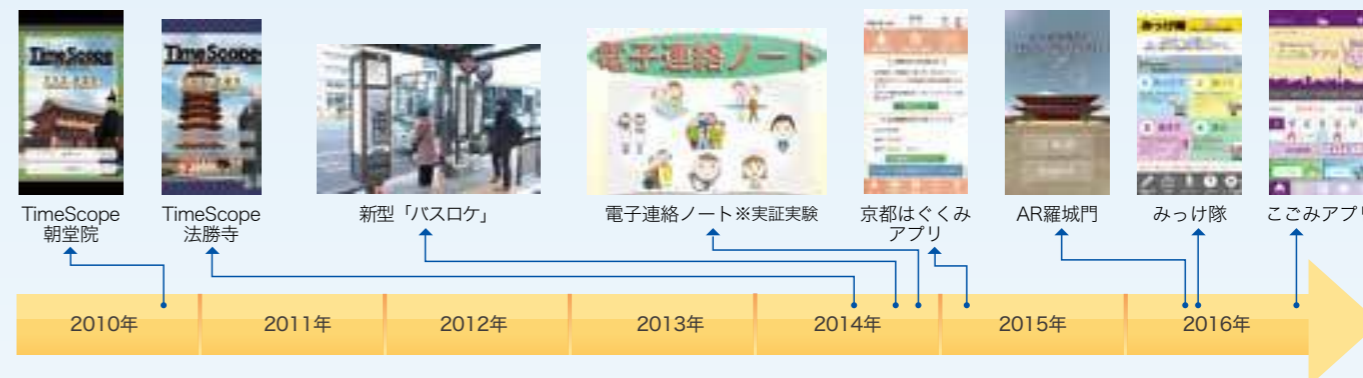 TimeScope
TimeScope
電子連絡ノート
TimeScope
朝堂院
TimeScope
法勝寺
新型「バスロケ」
電子連絡ノート※実証実験
京都はぐくみ
アプリ
AR羅城門
みっけ隊
こごみアプリ
2010年
2011年
2012年
2013年
2014年
2015年
2016年